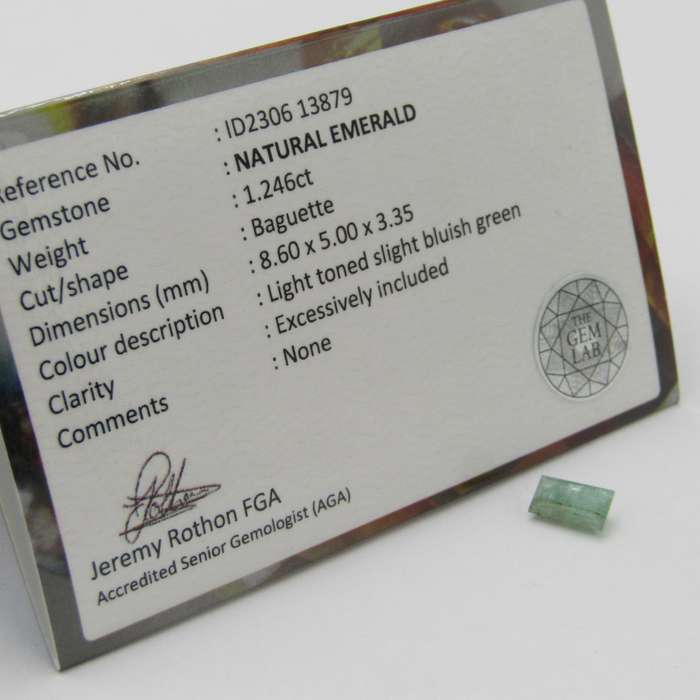 Reference No. : ID2306 13879
Gemstone : NATURAL EMERALD
Weight : 1.246ct
Cut/shape : Baguette
Dimensions (mm) : 8.60 x 5.00 x 3.35
Colour description : Light toned slight bluish green
Clarity : Excessively included
Comments : None
THE
GEM
LAB
Jeremy Rothon FGA
Accredited Senior Gemologist (AGA)